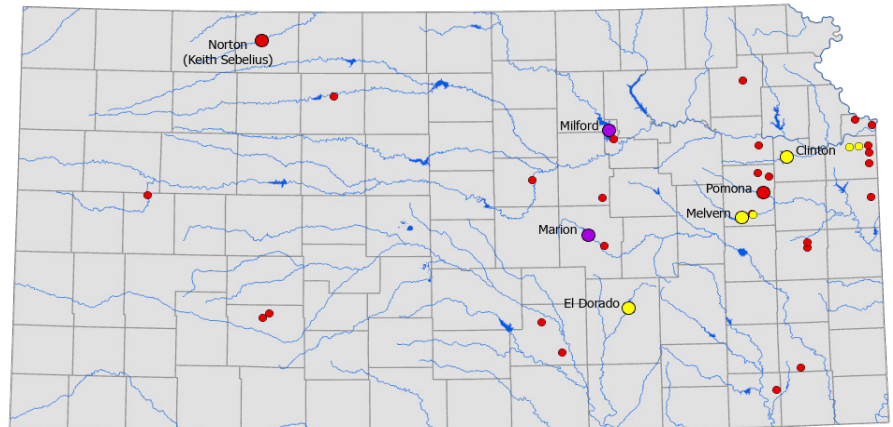 Norton
(Keith Sebelius)
Milford
Clinton
Pomona
Melvern
Marion
El Dorado